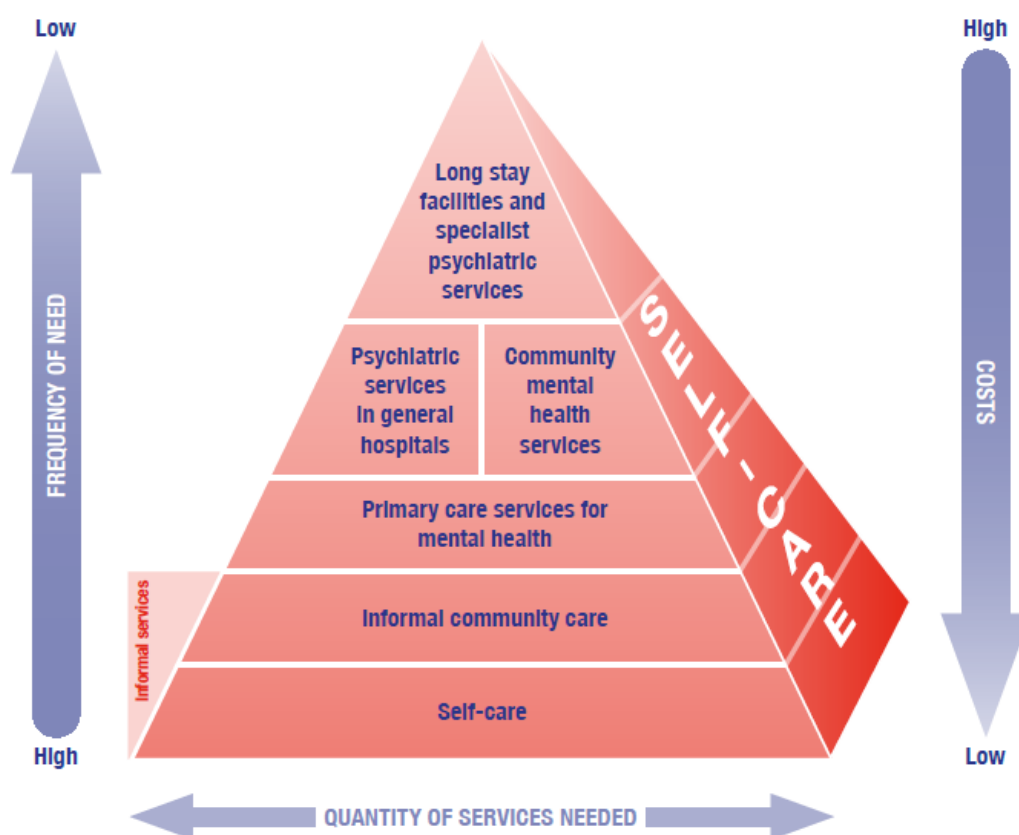 Low
High
FREQUENCY OF NEED
COSTS
Long stay
facilities and
specialist
psychiatric
services
SELF-CARE
Psychiatric
services
in general
hospitals
Community
mental
health
services
Primary care services for
mental health
Informal services
Informal community care
Self-care
High
Low
QUANTITY OF SERVICES NEEDED